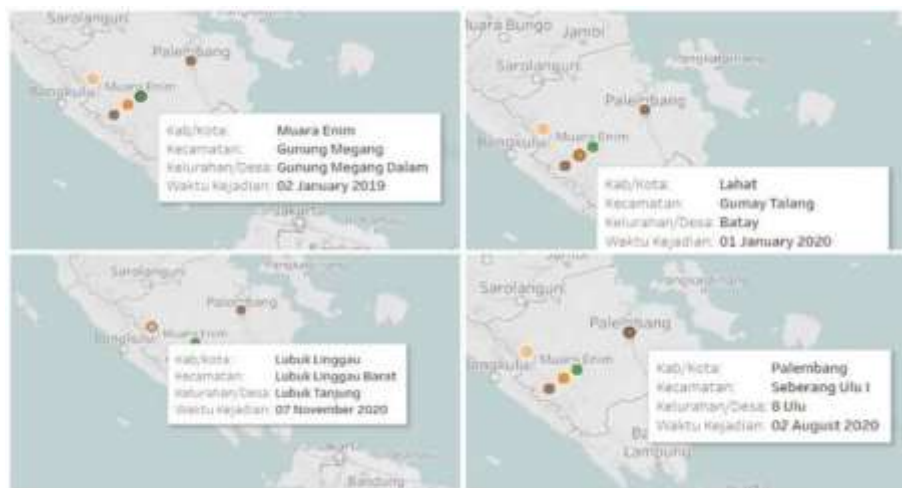 Sarolangun
Palembang
Muara Enim
Bangkulu
Kab/Kota: Muara Enim
Kecamatan: Gunung Megang
Kelurahan/Desa: Gunung Megang Dalam
Waktu Kejadian: 02 January 2019
Jakarta
Muara Bungo
Jambi
Sarolangun
Pangkalpinang
Palembang
Muara Enim
Kab/Kota: Lahat
Kecamatan: Gumay Talang
Kelurahan/Desa: Batay
Waktu Kejadian: 01 January 2020
Sarolangun
Palembang
Muara Enim
Kab/Kota: Lubuk Linggau
Kecamatan: Lubuk Linggau Barat
Kelurahan/Desa: Lubuk Tanjung
Waktu Kejadian: 07 November 2020
Bandung
Sarolangun
Palembang
Muara Enim
Kab/Kota: Palembang
Kecamatan: Seberang Ulu I
Kelurahan/Desa: 8 Ulu
Waktu Kejadian: 02 August 2020
Lampung